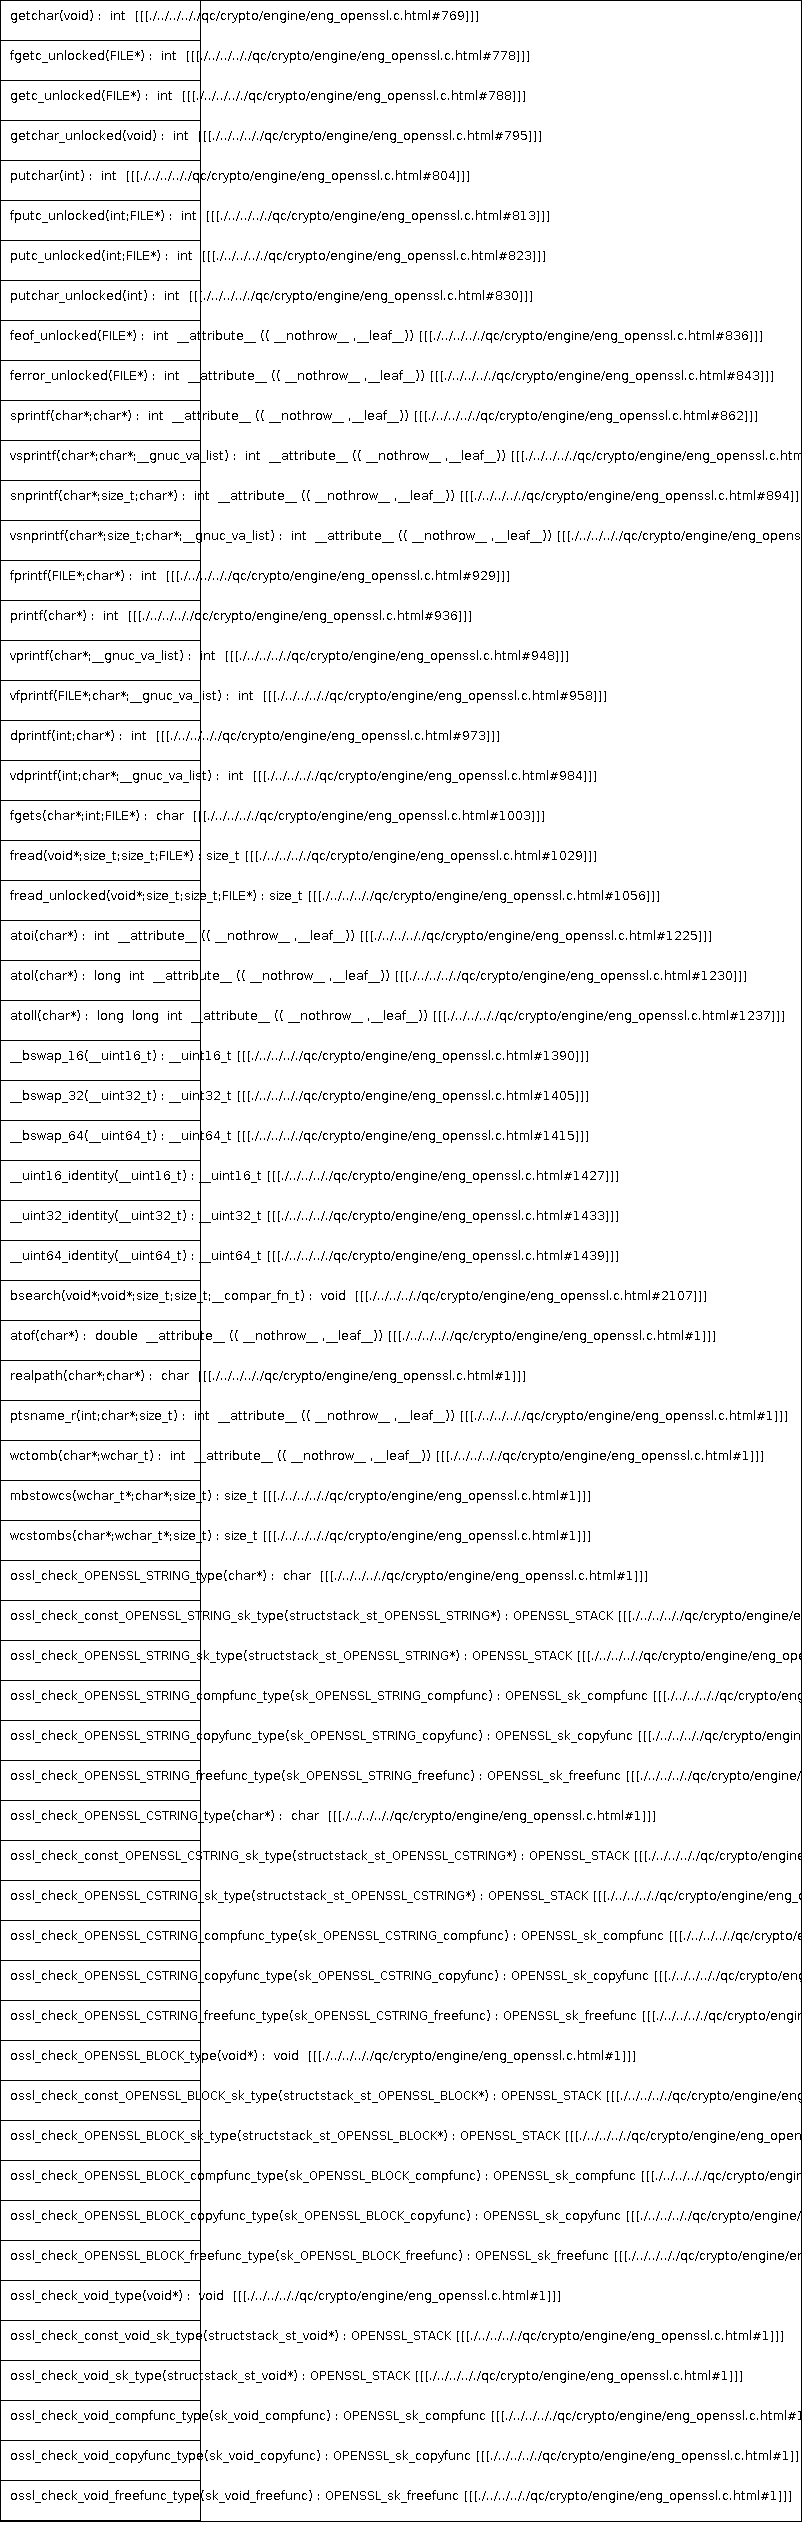 getchar(void) :  int  [[[./../../../../qc/crypto/engine/eng_openssl.c.html#769]]]
fgetc_unlocked(FILE*) :  int  [[[./../../../../qc/crypto/engine/eng_openssl.c.html#778]]]
getc_unlocked(FILE*) :  int  [[[./../../../../qc/crypto/engine/eng_openssl.c.html#788]]]
getchar_unlocked(void) :  int  [[[./../../../../qc/crypto/engine/eng_openssl.c.html#795]]]
putchar(int) :  int  [[[./../../../../qc/crypto/engine/eng_openssl.c.html#804]]]
fputc_unlocked(int;FILE*) :  int  [[[./../../../../qc/crypto/engine/eng_openssl.c.html#813]]]
putc_unlocked(int;FILE*) :  int  [[[./../../../../qc/crypto/engine/eng_openssl.c.html#823]]]
putchar_unlocked(int) :  int  [[[./../../../../qc/crypto/engine/eng_openssl.c.html#830]]]
feof_unlocked(FILE*) :  int  __attribute__ (( __nothrow__ ,__leaf__)) [[[./../../../../qc/crypto/engine/eng_openssl.c.html#836]]]
ferror_unlocked(FILE*) :  int  __attribute__ (( __nothrow__ ,__leaf__)) [[[./../../../../qc/crypto/engine/eng_openssl.c.html#843]]]
sprintf(char*;char*) :  int  __attribute__ (( __nothrow__ ,__leaf__)) [[[./../../../../qc/crypto/engine/eng_openssl.c.html#862]]]
vsprintf(char*;char*;__gnuc_va_list) :  int  __attribute__ (( __nothrow__ ,__leaf__)) [[[./../../../../qc/crypto/engine/eng_openssl.c.htm
snprintf(char*;size_t;char*) :  int  __attribute__ (( __nothrow__ ,__leaf__)) [[[./../../../../qc/crypto/engine/eng_openssl.c.html#894]]
vsnprintf(char*;size_t;char*;__gnuc_va_list) :  int  __attribute__ (( __nothrow__ ,__leaf__)) [[[./../../../../qc/crypto/engine/eng_opens
fprintf(FILE*;char*) :  int  [[[./../../../../qc/crypto/engine/eng_openssl.c.html#929]]]
printf(char*) :  int  [[[./../../../../qc/crypto/engine/eng_openssl.c.html#936]]]
vprintf(char*;__gnuc_va_list) :  int  [[[./../../../../qc/crypto/engine/eng_openssl.c.html#948]]]
vfprintf(FILE*;char*;__gnuc_va_list) :  int  [[[./../../../../qc/crypto/engine/eng_openssl.c.html#958]]]
dprintf(int;char*) :  int  [[[./../../../../qc/crypto/engine/eng_openssl.c.html#973]]]
vdprintf(int;char*;__gnuc_va_list) :  int  [[[./../../../../qc/crypto/engine/eng_openssl.c.html#984]]]
fgets(char*;int;FILE*) :  char  [[[./../../../../qc/crypto/engine/eng_openssl.c.html#1003]]]
fread(void*;size_t;size_t;FILE*) : size_t [[[./../../../../qc/crypto/engine/eng_openssl.c.html#1029]]]
fread_unlocked(void*;size_t;size_t;FILE*) : size_t [[[./../../../../qc/crypto/engine/eng_openssl.c.html#1056]]]
atoi(char*) :  int  __attribute__ (( __nothrow__ ,__leaf__)) [[[./../../../../qc/crypto/engine/eng_openssl.c.html#1225]]]
atol(char*) :  long  int  __attribute__ (( __nothrow__ ,__leaf__)) [[[./../../../../qc/crypto/engine/eng_openssl.c.html#1230]]]
atoll(char*) :  long  long  int  __attribute__ (( __nothrow__ ,__leaf__)) [[[./../../../../qc/crypto/engine/eng_openssl.c.html#1237]]]
__bswap_16(__uint16_t) : __uint16_t [[[./../../../../qc/crypto/engine/eng_openssl.c.html#1390]]]
__bswap_32(__uint32_t) : __uint32_t [[[./../../../../qc/crypto/engine/eng_openssl.c.html#1405]]]
__bswap_64(__uint64_t) : __uint64_t [[[./../../../../qc/crypto/engine/eng_openssl.c.html#1415]]]
__uint16_identity(__uint16_t) : __uint16_t [[[./../../../../qc/crypto/engine/eng_openssl.c.html#1427]]]
__uint32_identity(__uint32_t) : __uint32_t [[[./../../../../qc/crypto/engine/eng_openssl.c.html#1433]]]
__uint64_identity(__uint64_t) : __uint64_t [[[./../../../../qc/crypto/engine/eng_openssl.c.html#1439]]]
bsearch(void*;void*;size_t;size_t;__compar_fn_t) :  void  [[[./../../../../qc/crypto/engine/eng_openssl.c.html#2107]]]
atof(char*) :  double  __attribute__ (( __nothrow__ ,__leaf__)) [[[./../../../../qc/crypto/engine/eng_openssl.c.html#1]]]
realpath(char*;char*) :  char  [[[./../../../../qc/crypto/engine/eng_openssl.c.html#1]]]
ptsname_r(int;char*;size_t) :  int  __attribute__ (( __nothrow__ ,__leaf__)) [[[./../../../../qc/crypto/engine/eng_openssl.c.html#1]]]
wctomb(char*;wchar_t) :  int  __attribute__ (( __nothrow__ ,__leaf__)) [[[./../../../../qc/crypto/engine/eng_openssl.c.html#1]]]
mbstowcs(wchar_t*;char*;size_t) : size_t [[[./../../../../qc/crypto/engine/eng_openssl.c.html#1]]]
wcstombs(char*;wchar_t*;size_t) : size_t [[[./../../../../qc/crypto/engine/eng_openssl.c.html#1]]]
ossl_check_OPENSSL_STRING_type(char*) :  char  [[[./../../../../qc/crypto/engine/eng_openssl.c.html#1]]]
ossl_check_const_OPENSSL_STRING_sk_type(structstack_st_OPENSSL_STRING*) : OPENSSL_STACK [[[./../../../../qc/crypto/engine/e
ossl_check_OPENSSL_STRING_sk_type(structstack_st_OPENSSL_STRING*) : OPENSSL_STACK [[[./../../../../qc/crypto/engine/eng_ope
ossl_check_OPENSSL_STRING_compfunc_type(sk_OPENSSL_STRING_compfunc) : OPENSSL_sk_compfunc [[[./../../../../qc/crypto/eng
ossl_check_OPENSSL_STRING_copyfunc_type(sk_OPENSSL_STRING_copyfunc) : OPENSSL_sk_copyfunc [[[./../../../../qc/crypto/engin
ossl_check_OPENSSL_STRING_freefunc_type(sk_OPENSSL_STRING_freefunc) : OPENSSL_sk_freefunc [[[./../../../../qc/crypto/engine/
ossl_check_OPENSSL_CSTRING_type(char*) :  char  [[[./../../../../qc/crypto/engine/eng_openssl.c.html#1]]]
ossl_check_const_OPENSSL_CSTRING_sk_type(structstack_st_OPENSSL_CSTRING*) : OPENSSL_STACK [[[./../../../../qc/crypto/engine
ossl_check_OPENSSL_CSTRING_sk_type(structstack_st_OPENSSL_CSTRING*) : OPENSSL_STACK [[[./../../../../qc/crypto/engine/eng_o
ossl_check_OPENSSL_CSTRING_compfunc_type(sk_OPENSSL_CSTRING_compfunc) : OPENSSL_sk_compfunc [[[./../../../../qc/crypto/e
ossl_check_OPENSSL_CSTRING_copyfunc_type(sk_OPENSSL_CSTRING_copyfunc) : OPENSSL_sk_copyfunc [[[./../../../../qc/crypto/eng
ossl_check_OPENSSL_CSTRING_freefunc_type(sk_OPENSSL_CSTRING_freefunc) : OPENSSL_sk_freefunc [[[./../../../../qc/crypto/engin
ossl_check_OPENSSL_BLOCK_type(void*) :  void  [[[./../../../../qc/crypto/engine/eng_openssl.c.html#1]]]
ossl_check_const_OPENSSL_BLOCK_sk_type(structstack_st_OPENSSL_BLOCK*) : OPENSSL_STACK [[[./../../../../qc/crypto/engine/eng
ossl_check_OPENSSL_BLOCK_sk_type(structstack_st_OPENSSL_BLOCK*) : OPENSSL_STACK [[[./../../../../qc/crypto/engine/eng_open
ossl_check_OPENSSL_BLOCK_compfunc_type(sk_OPENSSL_BLOCK_compfunc) : OPENSSL_sk_compfunc [[[./../../../../qc/crypto/engin
ossl_check_OPENSSL_BLOCK_copyfunc_type(sk_OPENSSL_BLOCK_copyfunc) : OPENSSL_sk_copyfunc [[[./../../../../qc/crypto/engine/
ossl_check_OPENSSL_BLOCK_freefunc_type(sk_OPENSSL_BLOCK_freefunc) : OPENSSL_sk_freefunc [[[./../../../../qc/crypto/engine/en
ossl_check_void_type(void*) :  void  [[[./../../../../qc/crypto/engine/eng_openssl.c.html#1]]]
ossl_check_const_void_sk_type(structstack_st_void*) : OPENSSL_STACK [[[./../../../../qc/crypto/engine/eng_openssl.c.html#1]]]
ossl_check_void_sk_type(structstack_st_void*) : OPENSSL_STACK [[[./../../../../qc/crypto/engine/eng_openssl.c.html#1]]]
ossl_check_void_compfunc_type(sk_void_compfunc) : OPENSSL_sk_compfunc [[[./../../../../qc/crypto/engine/eng_openssl.c.html#1
ossl_check_void_copyfunc_type(sk_void_copyfunc) : OPENSSL_sk_copyfunc [[[./../../../../qc/crypto/engine/eng_openssl.c.html#1]]
ossl_check_void_freefunc_type(sk_void_freefunc) : OPENSSL_sk_freefunc [[[./../../../../qc/crypto/engine/eng_openssl.c.html#1]]]